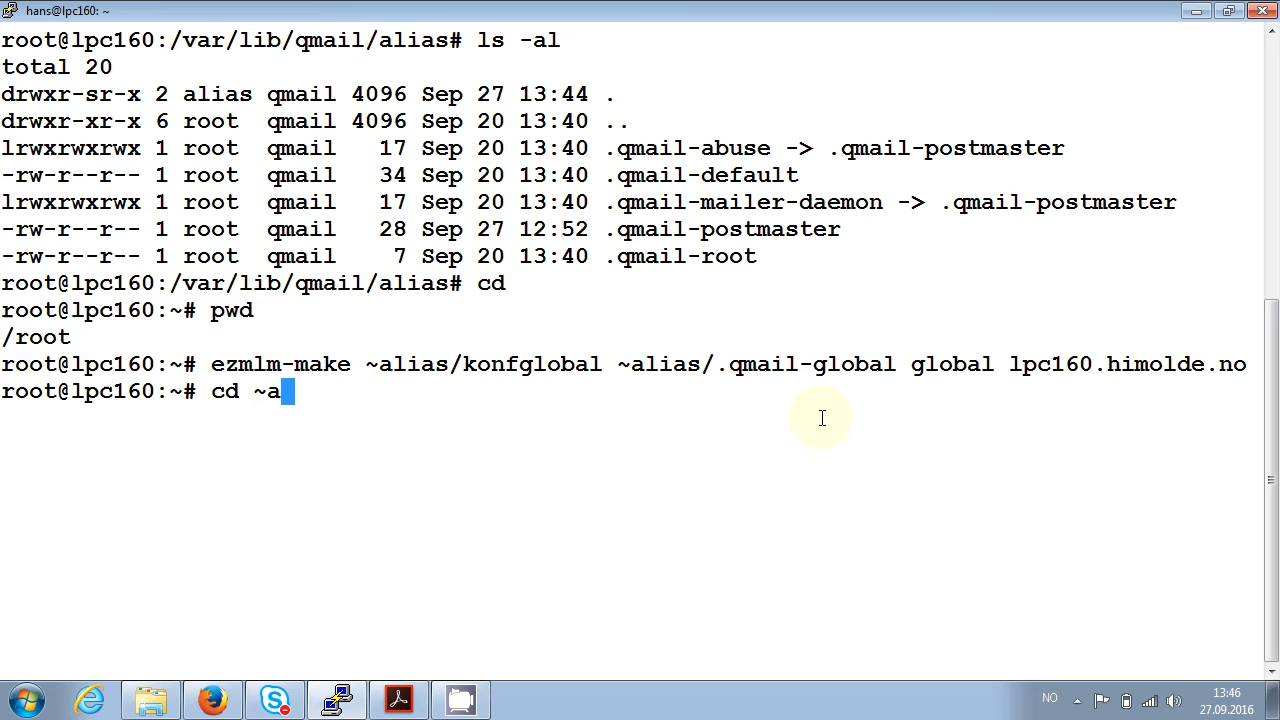 hans@lpc160: ~
root@lpc160:/var/lib/qmail/alias# ls -al
total 20
drwxr-sr-x 2 alias qmail 4096 Sep 27 13:44 .
drwxr-xr-x 6 root  qmail 4096 Sep 20 13:40 ..
lrwxrwxrwx 1 root  qmail   17 Sep 20 13:40 .qmail-abuse -> .qmail-postmaster
-rw-r--r-- 1 root  qmail   34 Sep 20 13:40 .qmail-default
lrwxrwxrwx 1 root  qmail   17 Sep 20 13:40 .qmail-mailer-daemon -> .qmail-postmaster
-rw-r--r-- 1 root  qmail   28 Sep 27 12:52 .qmail-postmaster
-rw-r--r-- 1 root  qmail    7 Sep 20 13:40 .qmail-root
root@lpc160:/var/lib/qmail/alias# cd
root@lpc160:~# pwd
/root
root@lpc160:~# ezmlm-make ~alias/konfglobal ~alias/.qmail-global global lpc160.himolde.no
root@lpc160:~# cd ~a
NO
13:46
27.09.2016